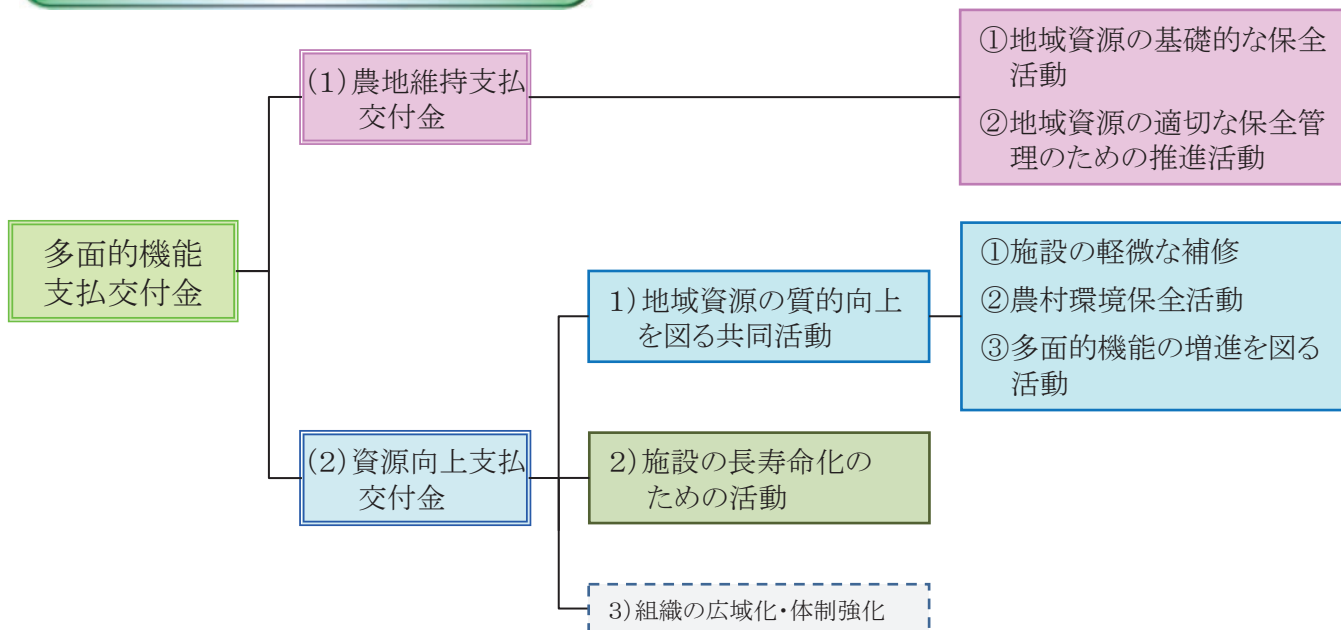 (1)農地維持支払
交付金
①地域資源の基礎的な保全
活動
②地域資源の適切な保全管
理のための推進活動
多面的機能
支払交付金
1)地域資源の質的向上
を図る共同活動
①施設の軽微な補修
②農村環境保全活動
③多面的機能の増進を図る
活動
(2)資源向上支払
交付金
2)施設の長寿命化の
ための活動
3)組織の広域化・体制強化